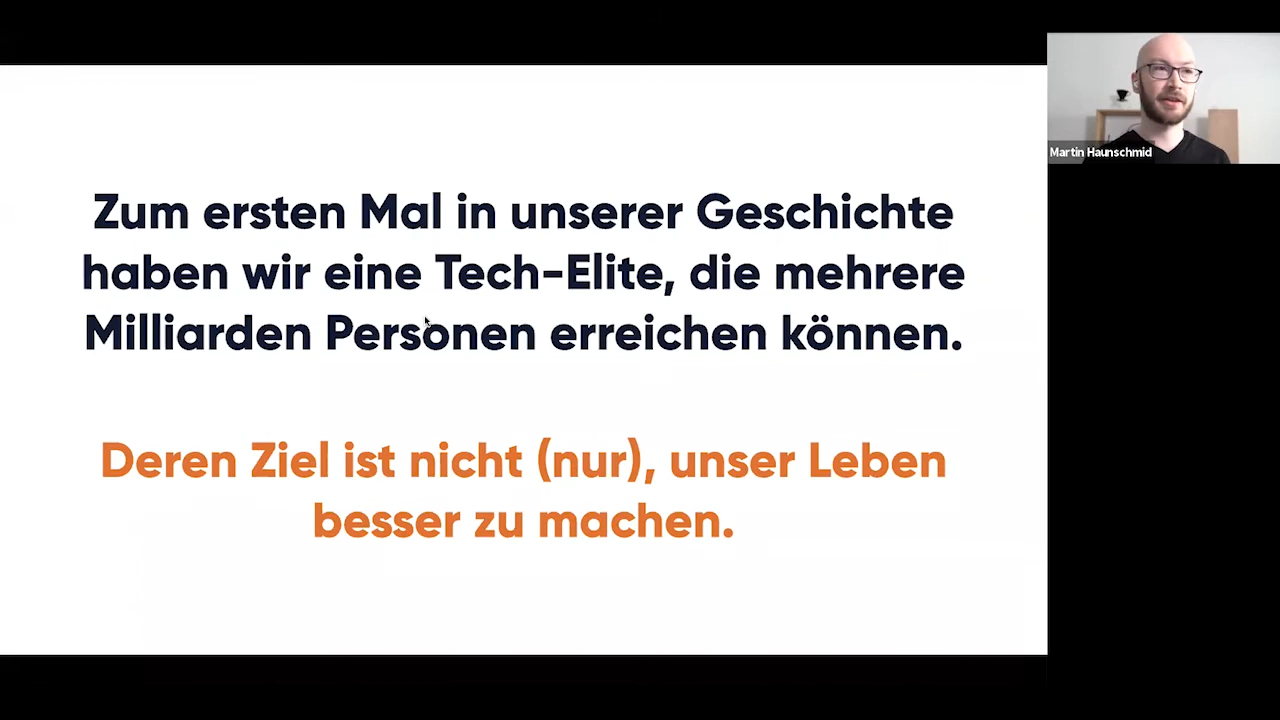 Zum ersten Mal in unserer Geschichte
haben wir eine Tech-Elite, die mehrere
Milliarden Personen erreichen können.
Deren Ziel ist nicht (nur), unser Leben
besser zu machen.
Martin Haunschmid